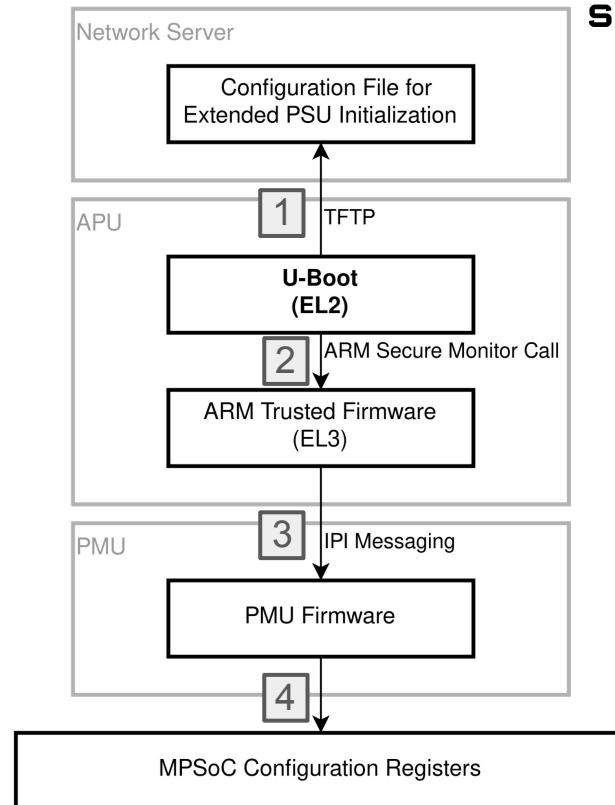 S
Network Server
Configuration File for
Extended PSU Initialization
1
TFTP
APU
U-Boot
(EL2)
2
ARM Secure Monitor Call
ARM Trusted Firmware
(EL3)
3
IPI Messaging
PMU
PMU Firmware
4
MPSoC Configuration Registers